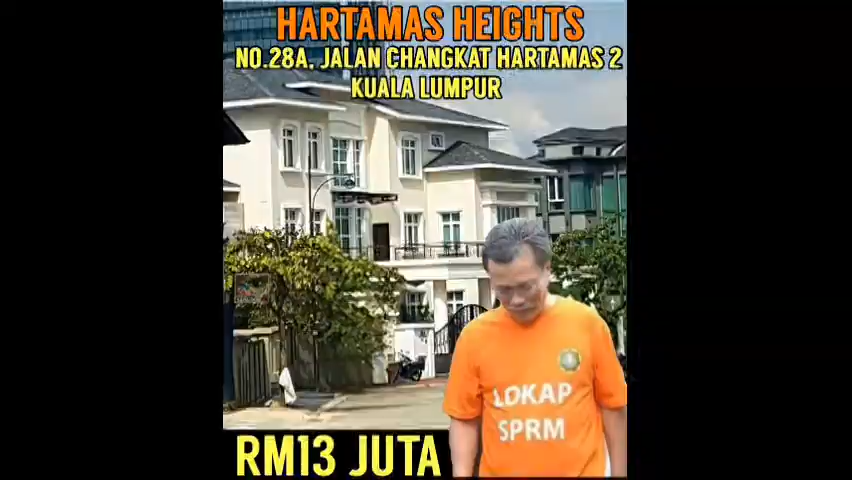 HARTAMAS HEIGHTS
NO.28A, JALAN CHANGKAT HARTAMAS 2
KUALA LUMPUR
LOKAP
SPRM
RM13 JUTA